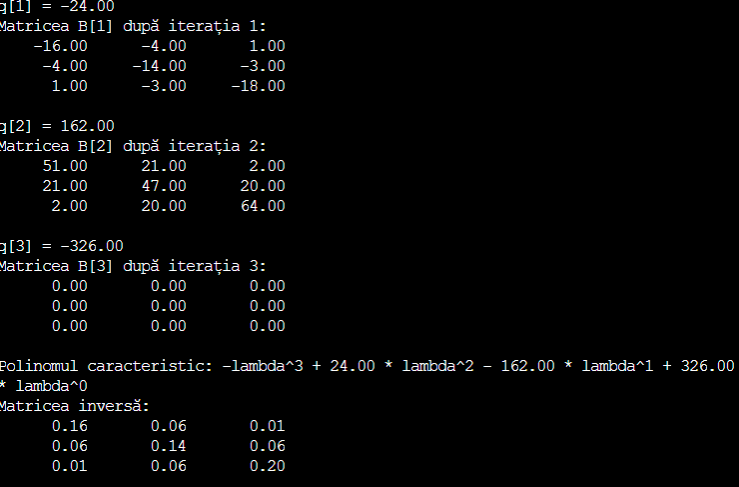 q[1] = -24.00
Matricea B[1] după iterația 1:
-16.00 -4.00 1.00
-4.00 -14.00 -3.00
1.00 -3.00 -18.00
q[2] = 162.00
Matricea B[2] după iterația 2:
51.00 21.00 2.00
21.00 47.00 20.00
2.00 20.00 64.00
q[3] = -326.00
Matricea B[3] după iterația 3:
0.00 0.00 0.00
0.00 0.00 0.00
0.00 0.00 0.00
Polinomul caracteristic: -lambda^3 + 24.00 * lambda^2 - 162.00 * lambda^1 + 326.00
* lambda^0
Matricea inversă:
0.16 0.06 0.01
0.06 0.14 0.06
0.01 0.06 0.20